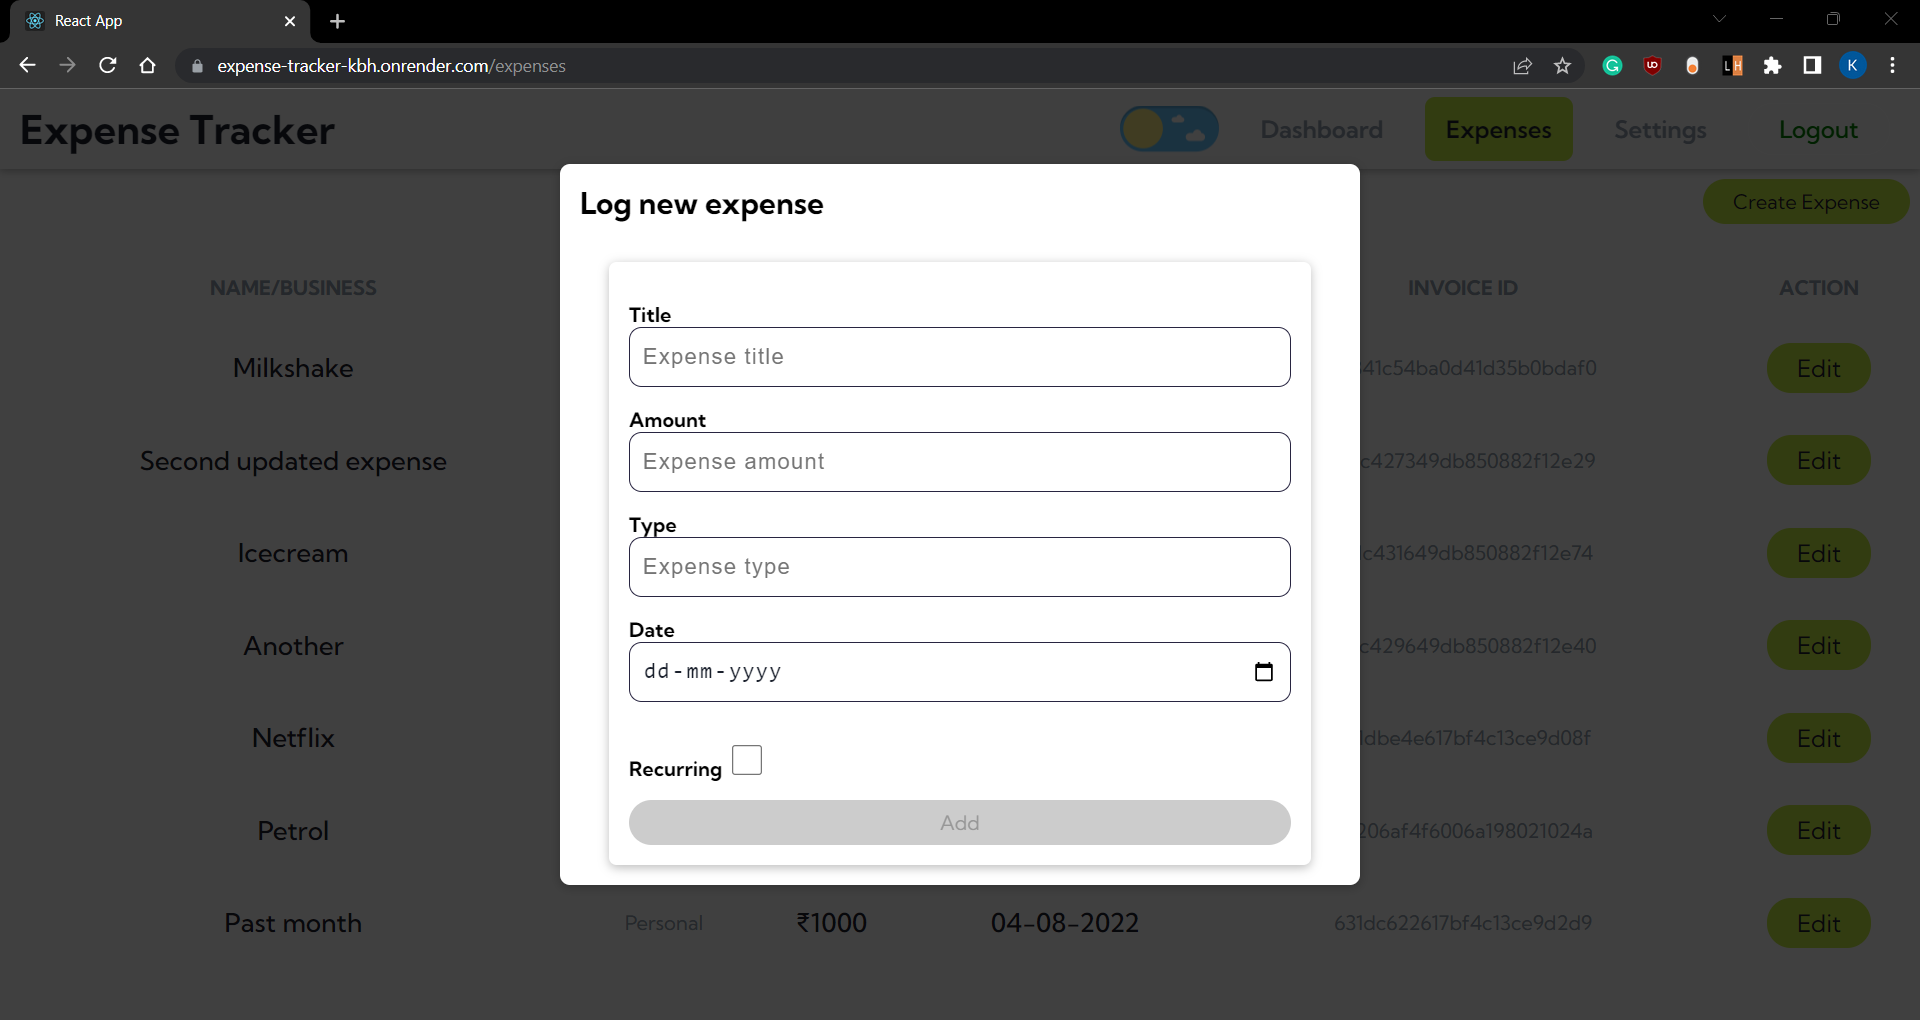 React App
expense-tracker-kbh.onrender.com/expenses
K
Expense Tracker
Dashboard
Expenses
Settings
Logout
Create Expense
Log new expense
Title
Expense title
Amount
Expense amount
Type
Expense type
Date
dd-mm-yyyy
Recurring
Add
NAME/BUSINESS INVOICE ID ACTION
Milkshake 41c54ba0d41d35b0bdaf0 Edit
Second updated expense c427349db850882f12e29 Edit
Icecream c431649db850882f12e74 Edit
Another c429649db850882f12e40 Edit
Netflix dbe4e617bf4c13ce9d08f Edit
Petrol 206af4f6006a198021024a Edit
Past month Personal ₹1000 04-08-2022 631dc622617bf4c13ce9d2d9 Edit